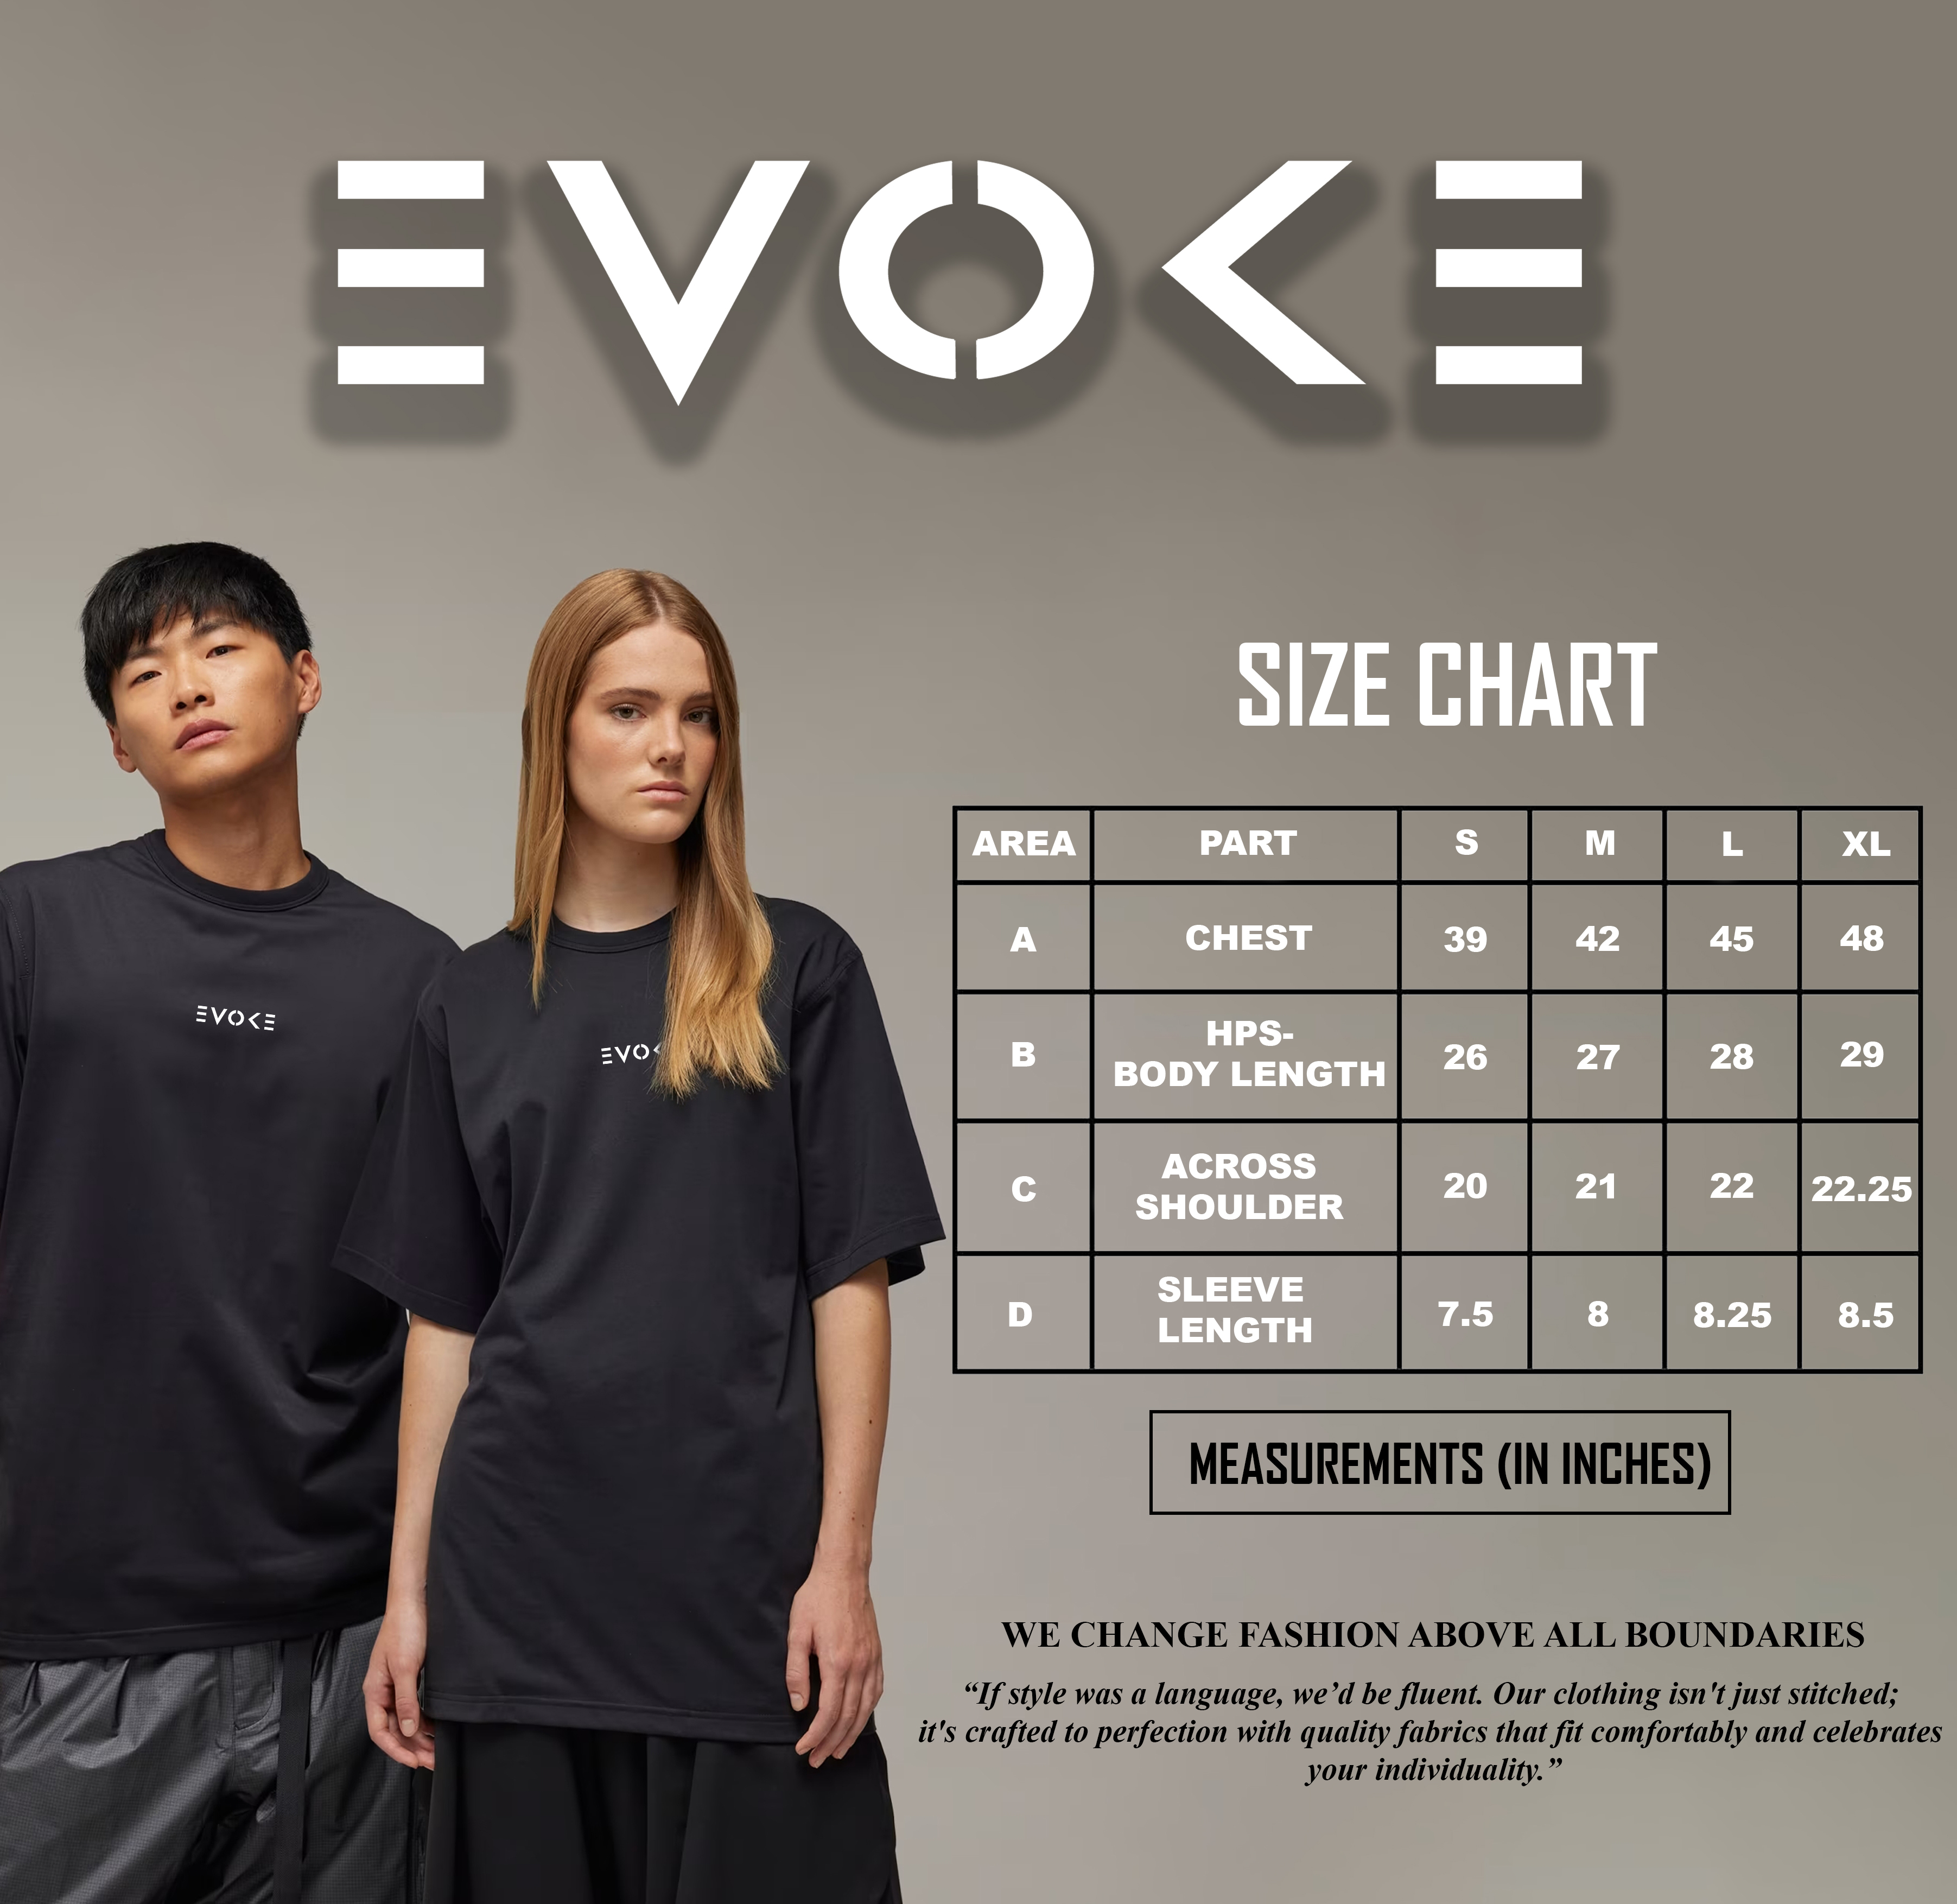 EVOKE
EVOKE
EVOK
SIZE CHART
AREA PART S M L XL
A CHEST 39 42 45 48
B HPS-
BODY LENGTH 26 27 28 29
C ACROSS
SHOULDER 20 21 22 22.25
D SLEEVE
LENGTH 7.5 8 8.25 8.5
MEASUREMENTS (IN INCHES)
WE CHANGE FASHION ABOVE ALL BOUNDARIES
“If style was a language, we’d be fluent. Our clothing isn't just stitched;
it's crafted to perfection with quality fabrics that fit comfortably and celebrates
your individuality.”